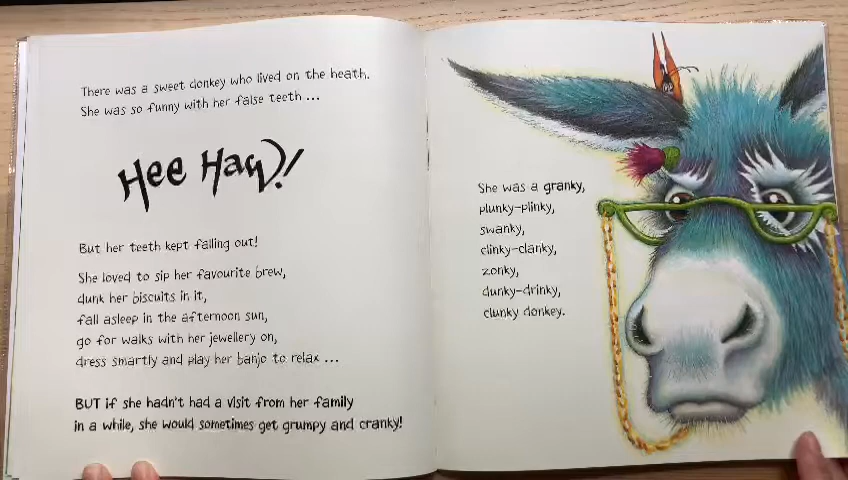 There was a sweet donkey who lived on the heath.
She was so funny with her false teeth ...
Hee Haw!
But her teeth kept falling out!
She loved to sip her favourite brew,
dunk her biscuits in it,
fall asleep in the afternoon sun,
go for walks with her jewellery on,
dress smartly and play her banjo to relax ...
BUT if she hadn't had a visit from her family
in a while, she would sometimes get grumpy and cranky!
She was a granky,
plunky-plinky,
swanky,
clinky-clanky,
zonky,
dunky-drinky,
clunky donkey.